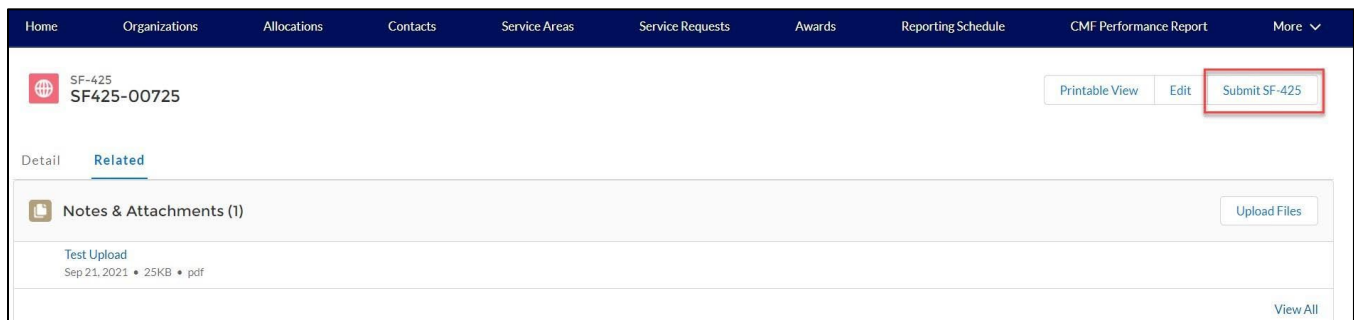 Home Organizations Allocations Contacts Service Areas Service Requests Awards Reporting Schedule CMF Performance Report More
SF-425
SF425-00725
Printable View Edit Submit SF-425
Detail Related
Notes & Attachments (1)
Upload Files
Test Upload
Sep 21, 2021 • 25KB • pdf
View All